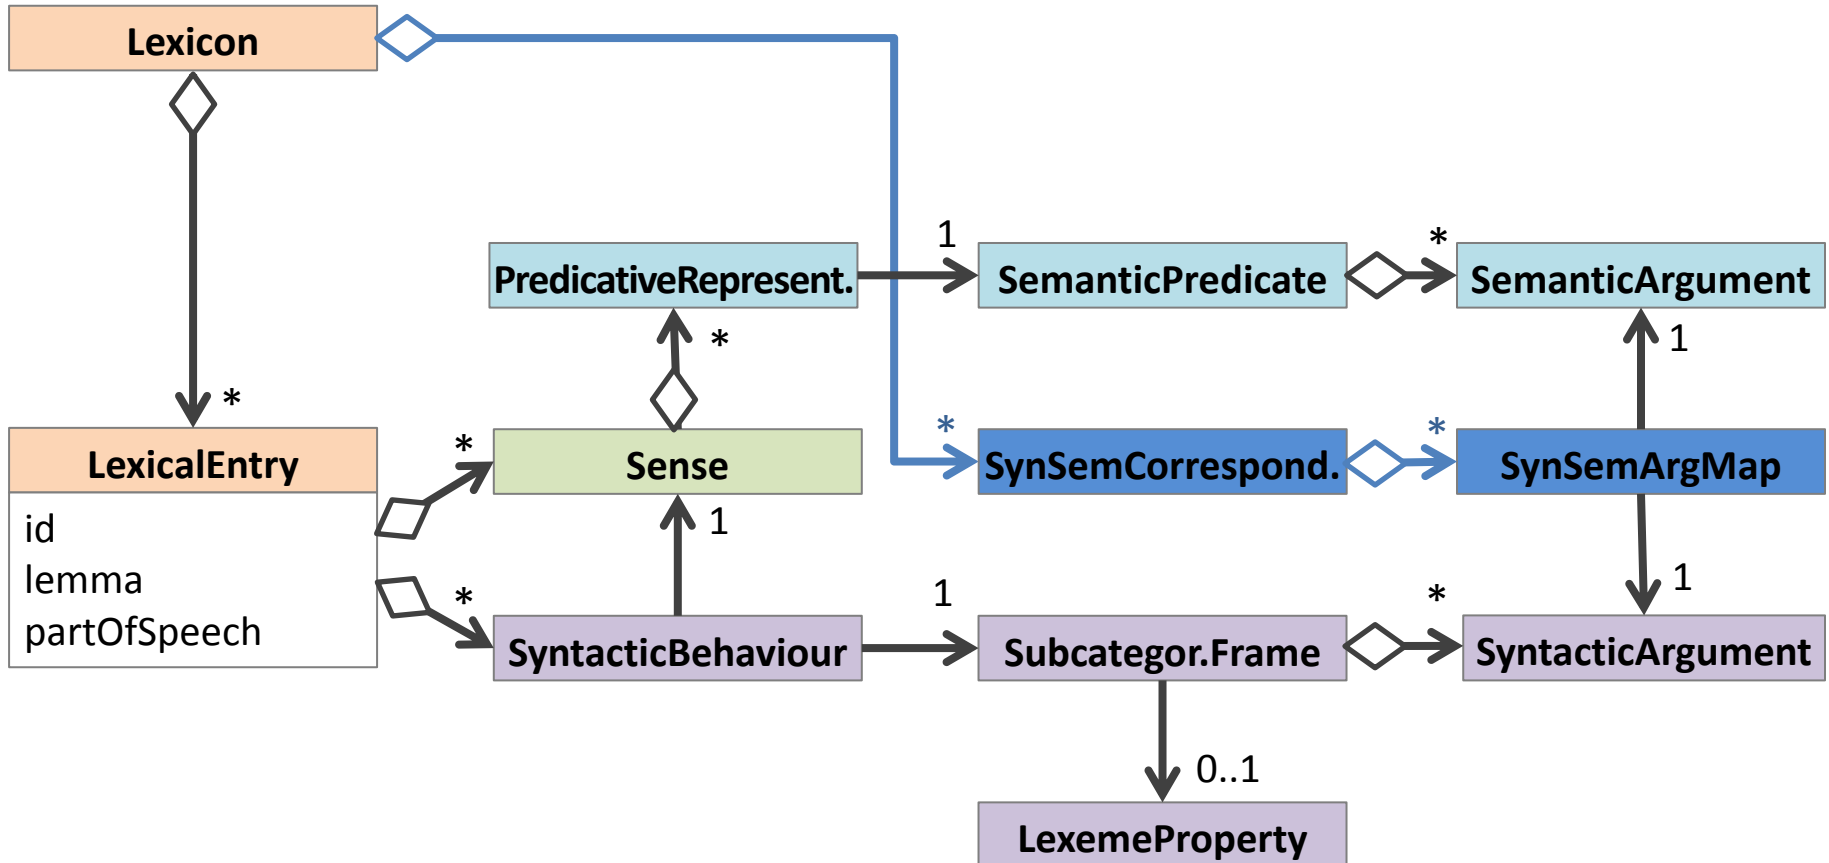 Lexicon
1
*
PredicativeRepresent.
SemanticPredicate
SemanticArgument
*
1
*
*
*
*
LexicalEntry
Sense
SynSemCorrespond.
SynSemArgMap
id
1
lemma
*
1
*
1
partOfSpeech
SyntacticBehaviour
Subcategor.Frame
SyntacticArgument
0..1
LexemeProperty